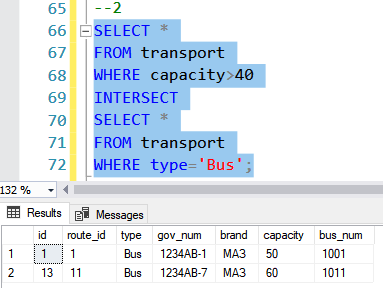 65 --2
66 SELECT *
67 FROM transport
68 WHERE capacity>40
69 INTERSECT
70 SELECT *
71 FROM transport
72 WHERE type='Bus';
132 %
Results Messages
id route_id type gov_num brand capacity bus_num
1 1 1 Bus 1234AB-1 МАЗ 50 1001
2 13 11 Bus 1234AB-7 МАЗ 60 1011